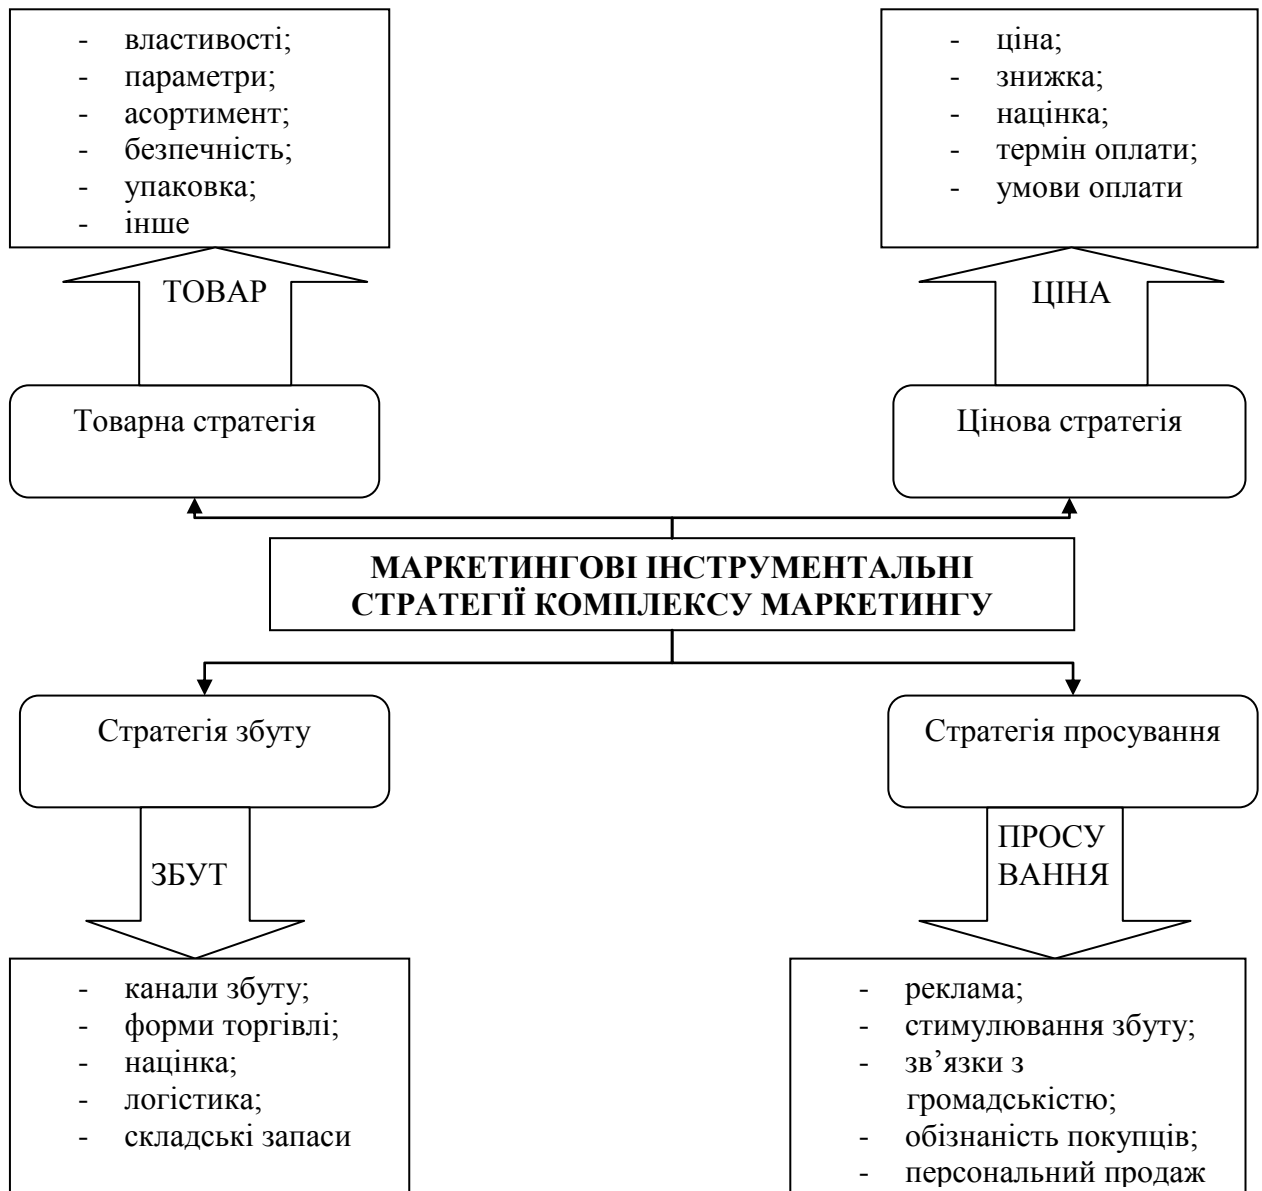 - властивості;
- параметри;
- асортимент;
- безпечність;
- упаковка;
- інше
- ціна;
- знижка;
- націнка;
- термін оплати;
- умови оплати
ТОВАР
ЦІНА
Товарна стратегія
Цінова стратегія
МАРКЕТИНГОВІ ІНСТРУМЕНТАЛЬНІ
СТРАТЕГІЇ КОМПЛЕКСУ МАРКЕТИНГУ
Стратегія збуту
Стратегія просування
ЗБУТ
ПРОСУ
ВАННЯ
- канали збуту;
- форми торгівлі;
- націнка;
- логістика;
- складські запаси
- реклама;
- стимулювання збуту;
- зв’язки з
громадськістю;
- обізнаність покупців;
- персональний продаж